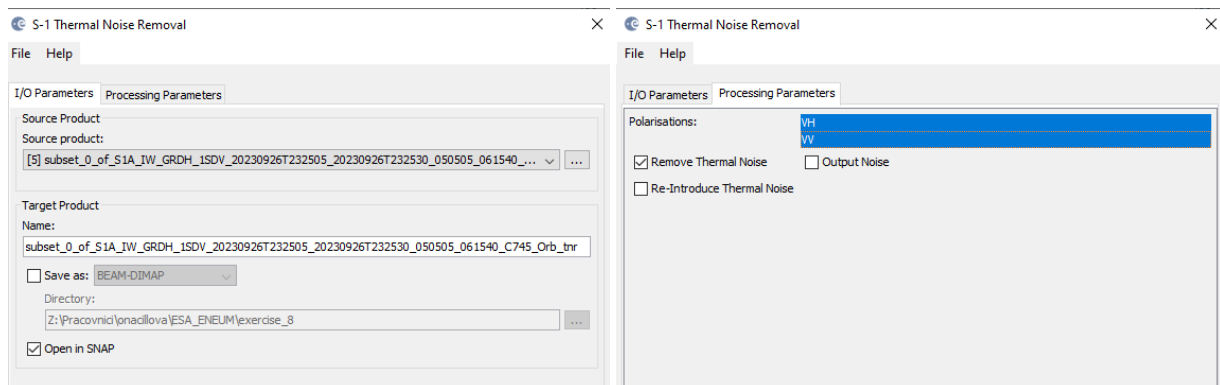 S-1 Thermal Noise Removal
File Help
I/O Parameters Processing Parameters
Source Product
Source product:
[5] subset_0_of_S1A_IW_GRDH_1SDV_20230926T232505_20230926T232530_050505_061540_... ...
Target Product
Name:
subset_0_of_S1A_IW_GRDH_1SDV_20230926T232505_20230926T232530_050505_061540_C745_Orb_tnr
Save as: BEAM-DIMAP
Directory:
Z:\Pracovnici\onacillova\ESA_ENEUM\exercise_8 ...
Open in SNAP
S-1 Thermal Noise Removal
File Help
I/O Parameters Processing Parameters
Polarisations: VH
VV
Remove Thermal Noise Output Noise
Re-Introduce Thermal Noise